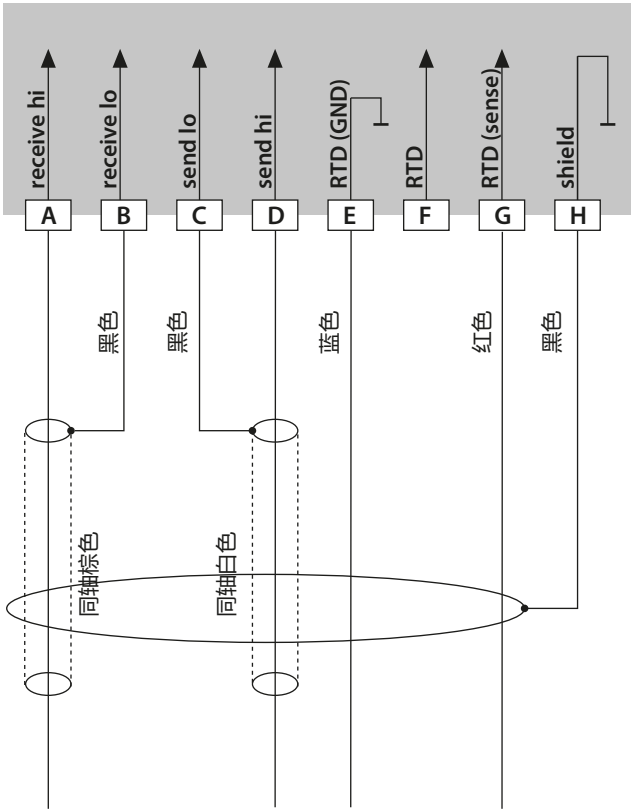 receive hi
receive lo
send lo
send hi
RTD (GND)
RTD
RTD (sense)
shield
A
B
C
D
E
F
G
H
黑色
黑色
蓝色
红色
黑色
同轴棕色
同轴白色